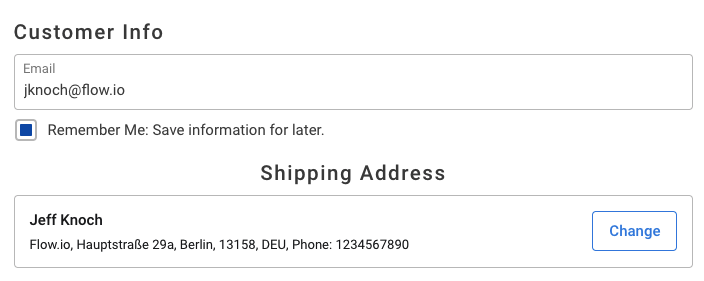 Customer Info
Email
jknoch@flow.io
Remember Me: Save information for later.
Shipping Address
Jeff Knoch
Flow.io, Hauptstraße 29a, Berlin, 13158, DEU, Phone: 1234567890
Change